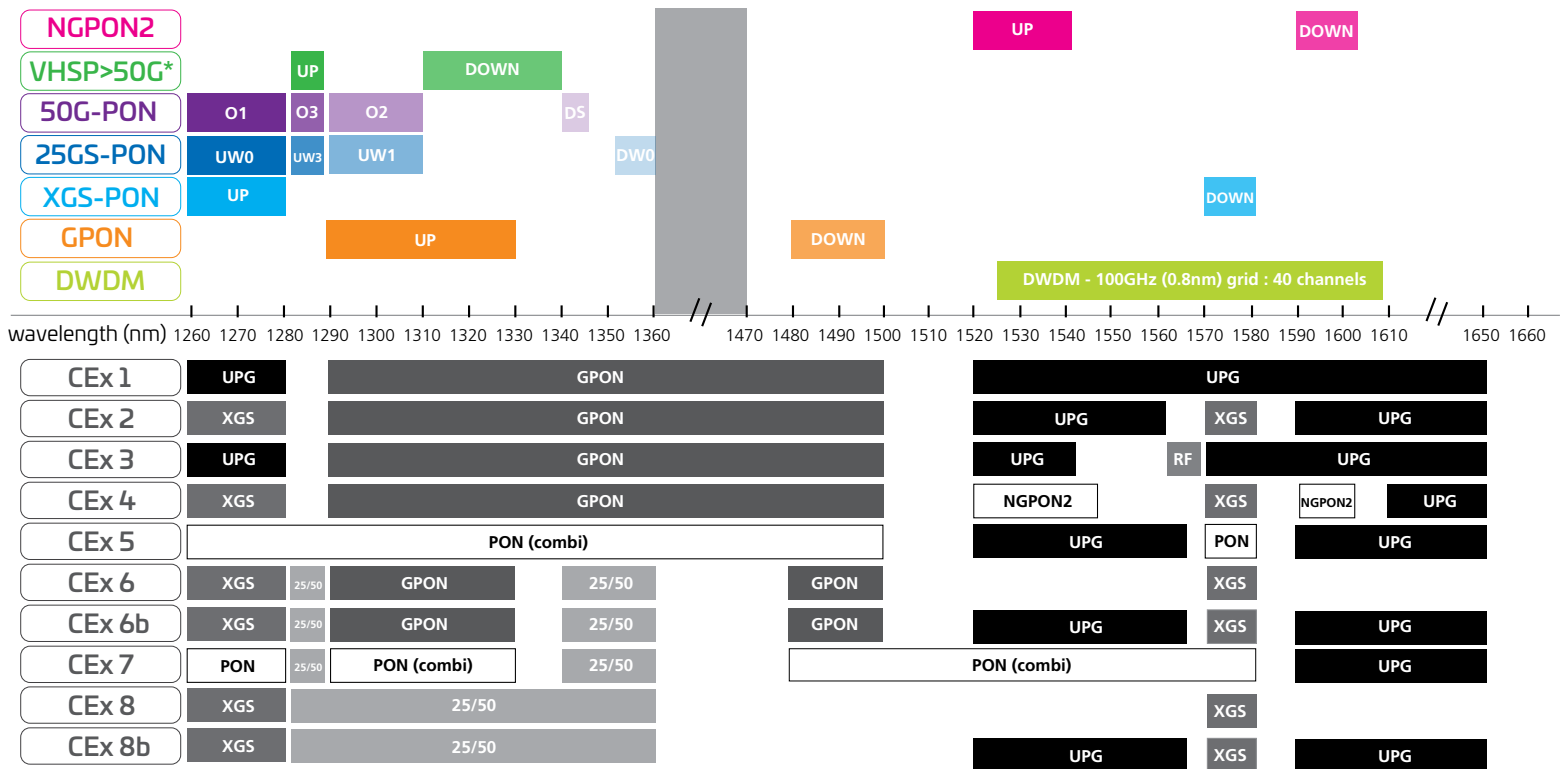 NGPON2 UP DOWN
VHSP>50G* UP DOWN
50G-PON O1 O3 O2 DS
25GS-PON UW0 UW3 UW1 DW0
XGS-PON UP DOWN
GPON UP DOWN
DWDM DWDM - 100GHz (0.8nm) grid : 40 channels
wavelength (nm) 1260 1270 1280 1290 1300 1310 1320 1330 1340 1350 1360 1470 1480 1490 1500 1510 1520 1530 1540 1550 1560 1570 1580 1590 1600 1610 1650 1660
CEx 1 UPG GPON UPG
CEx 2 XGS GPON UPG XGS UPG
CEx 3 UPG GPON UPG RF UPG
CEx 4 XGS GPON NGPON2 XGS NGPON2 UPG
CEx 5 PON (combi) UPG PON UPG
CEx 6 XGS 25/50 GPON 25/50 GPON XGS
CEx 6b XGS 25/50 GPON 25/50 GPON UPG XGS UPG
CEx 7 PON 25/50 PON (combi) 25/50 PON (combi) UPG
CEx 8 XGS 25/50 XGS
CEx 8b XGS 25/50 UPG XGS UPG